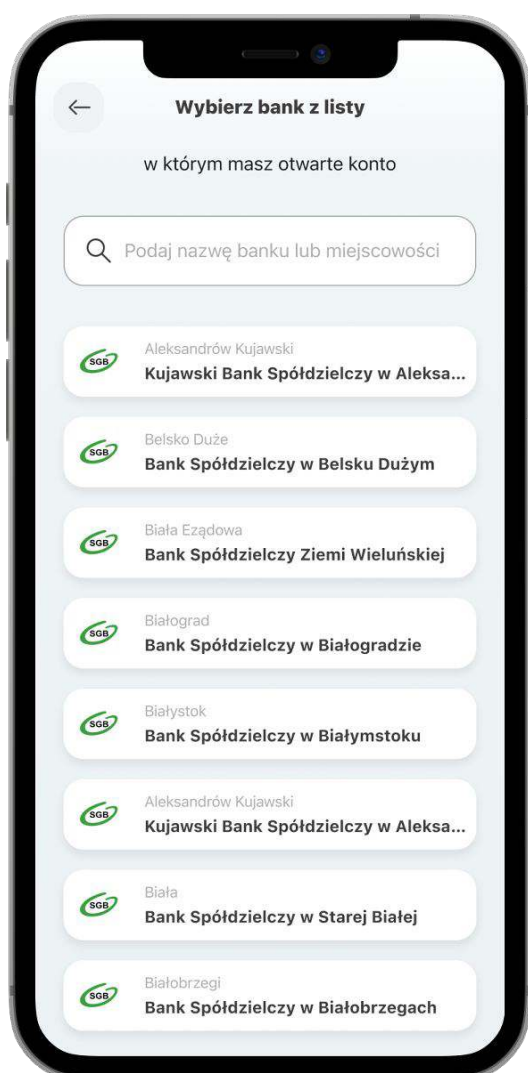 Wybierz bank z listy
w którym masz otwarte konto
Podaj nazwę banku lub miejscowości
SGB
Aleksandrów Kujawski
Kujawski Bank Spółdzielczy w Aleksa...
SGB
Belsko Duże
Bank Spółdzielczy w Belsku Dużym
SGB
Biała Eządowa
Bank Spółdzielczy Ziemi Wieluńskiej
SGB
Białograd
Bank Spółdzielczy w Białogradzie
SGB
Białystok
Bank Spółdzielczy w Białymstoku
SGB
Aleksandrów Kujawski
Kujawski Bank Spółdzielczy w Aleksa...
SGB
Biała
Bank Spółdzielczy w Starej Białej
SGB
Białobrzegi
Bank Spółdzielczy w Białobrzegach